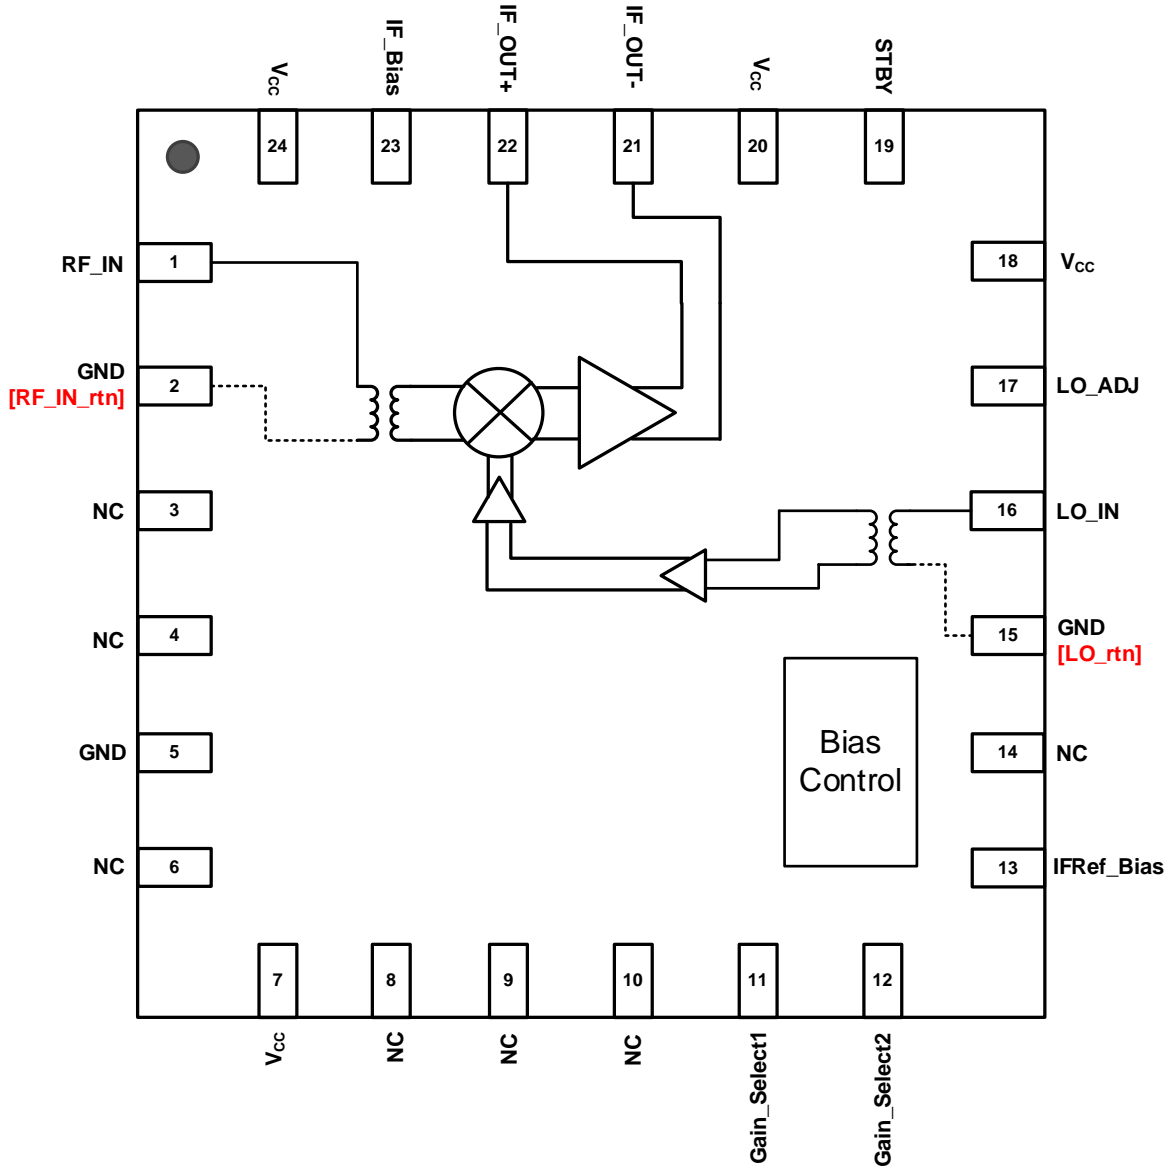 IF_Bias
IF_OUT+
IF_OUT-
STBY
VCC
VCC
24
23
22
21
20
19
RF_IN
1
18
VCC
GND
[RF_IN_rtn]
2
17
LO_ADJ
NC
3
16
LO_IN
NC
4
15
GND
[LO_rtn]
GND
5
Bias
Control
14
NC
NC
6
13
IFRef_Bias
7
8
9
10
11
12
VCC
NC
NC
NC
Gain_Select1
Gain_Select2